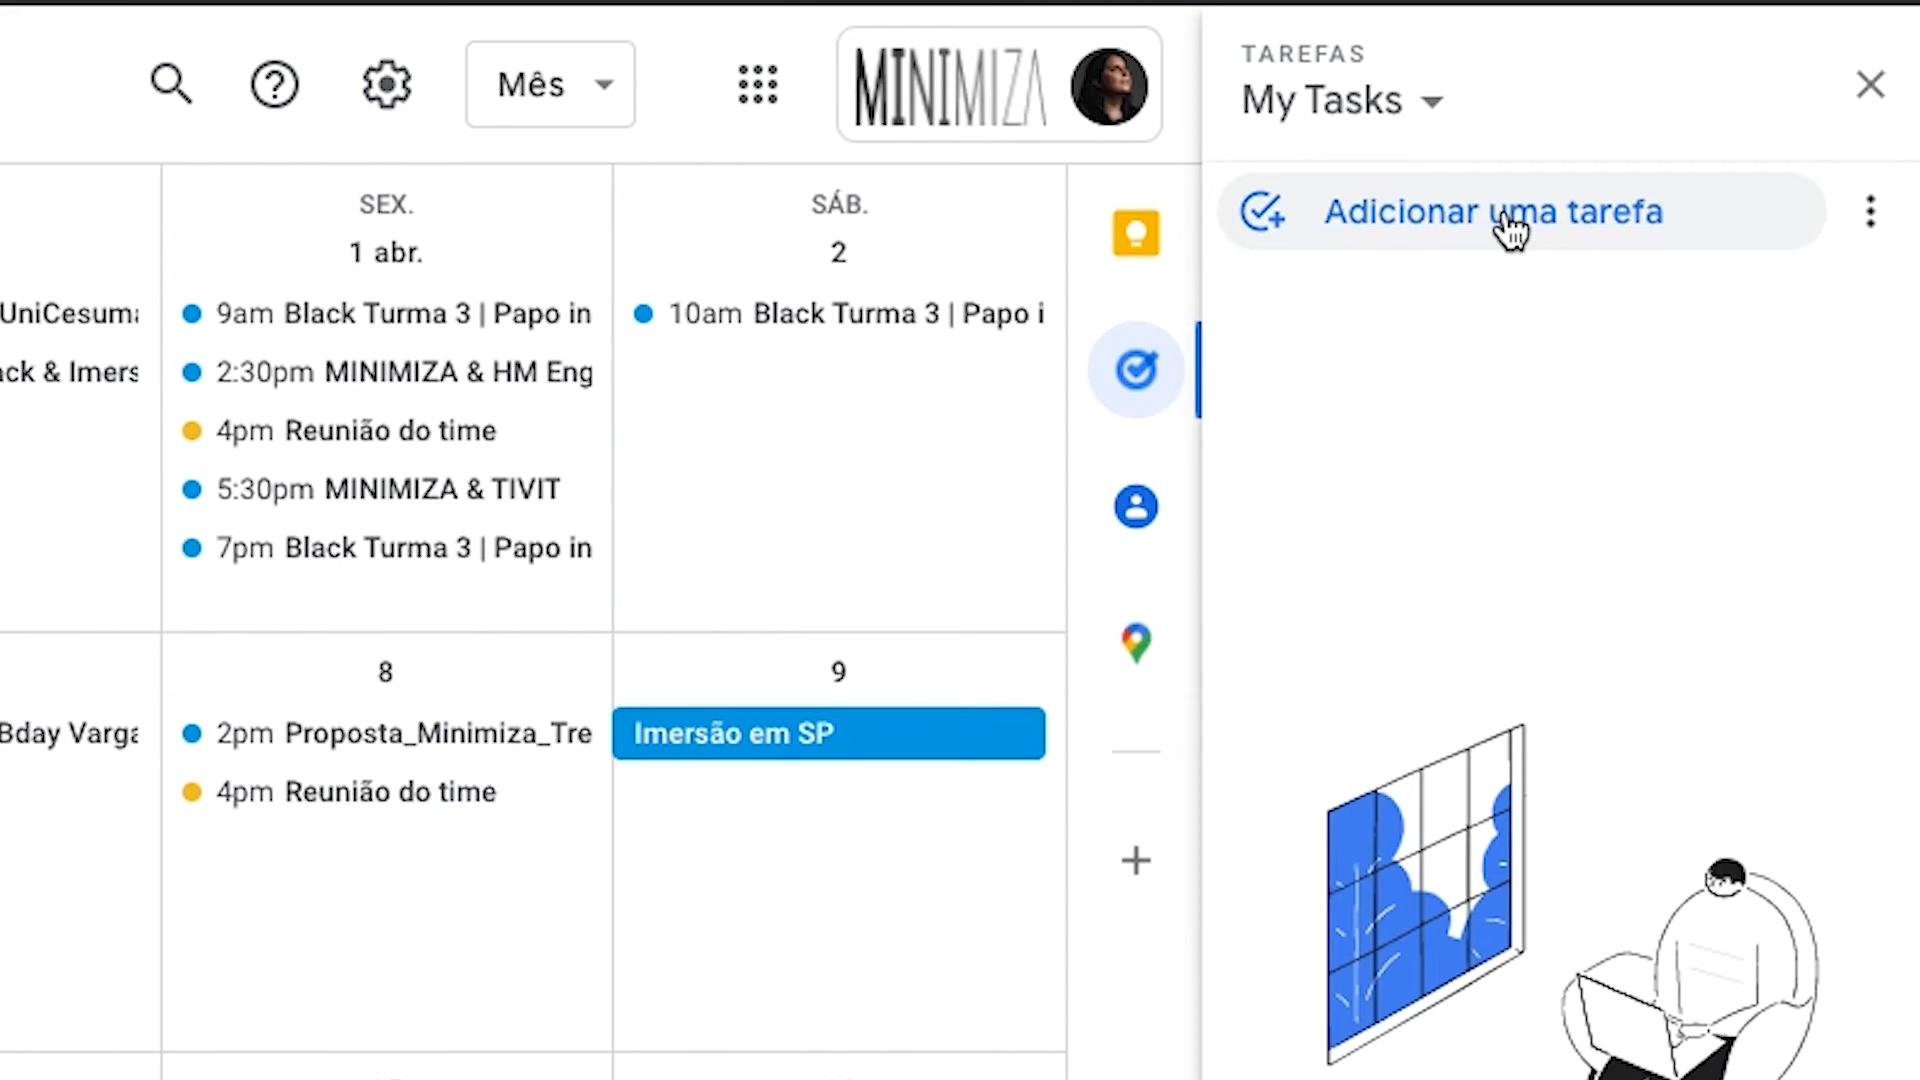 Mês
MINIMIZA
TAREFAS
My Tasks
Adicionar uma tarefa
SEX.
1 abr.
9am Black Turma 3 | Papo in
2:30pm MINIMIZA & HM Eng
4pm Reunião do time
5:30pm MINIMIZA & TIVIT
7pm Black Turma 3 | Papo in
SÁB.
2
10am Black Turma 3 | Papo i
UniCesuma
ack & Imers
8
2pm Proposta_Minimiza_Tre
4pm Reunião do time
9
Imersão em SP
Bday Varga